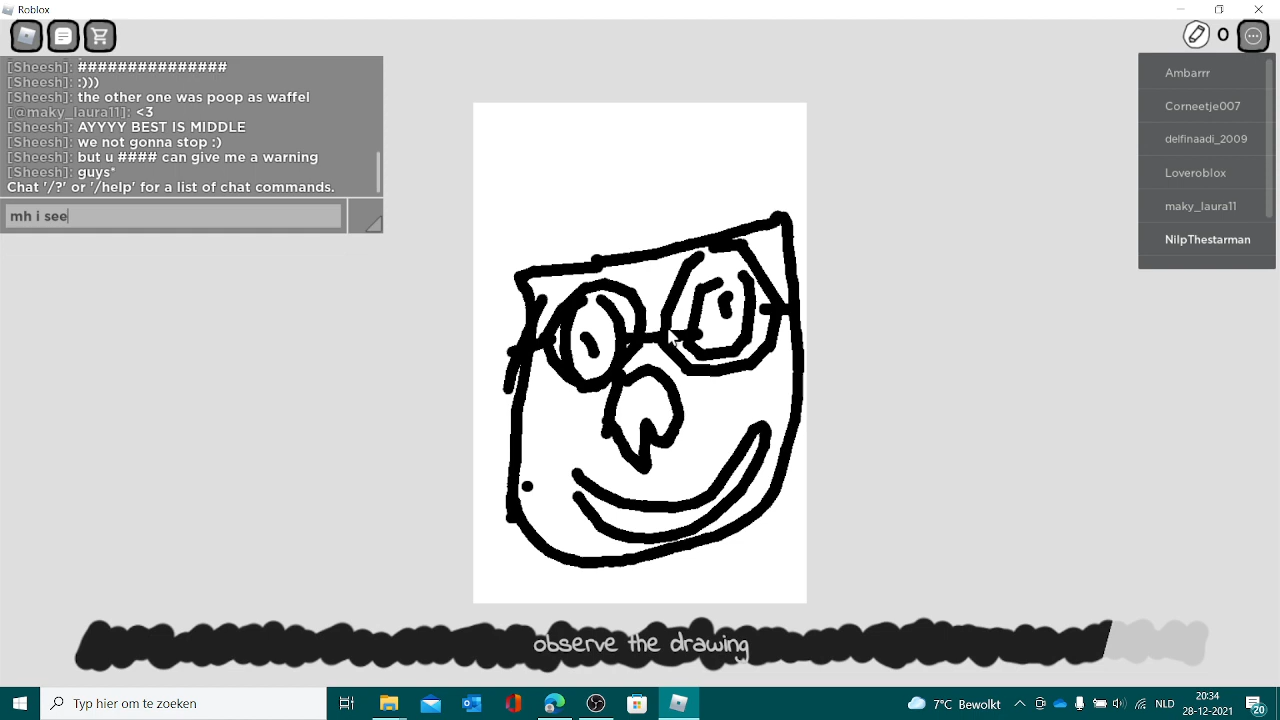 Roblox
0
[Sheesh]: ###############
[Sheesh]: :)))
[Sheesh]: the other one was poop as waffel
[@maky_laura11]: <3
[Sheesh]: AYYYY BEST IS MIDDLE
[Sheesh]: we not gonna stop :)
[Sheesh]: but u #### can give me a warning
[Sheesh]: guys*
Chat '/?' or '/help' for a list of chat commands.
mh i see
Ambarrr
Corneetje007
delfinaadi_2009
Loveroblox
maky_laura11
NilpThestarman
observe the drawing
Typ hier om te zoeken
7°C Bewolkt
NLD
20:34
28-12-2021
20